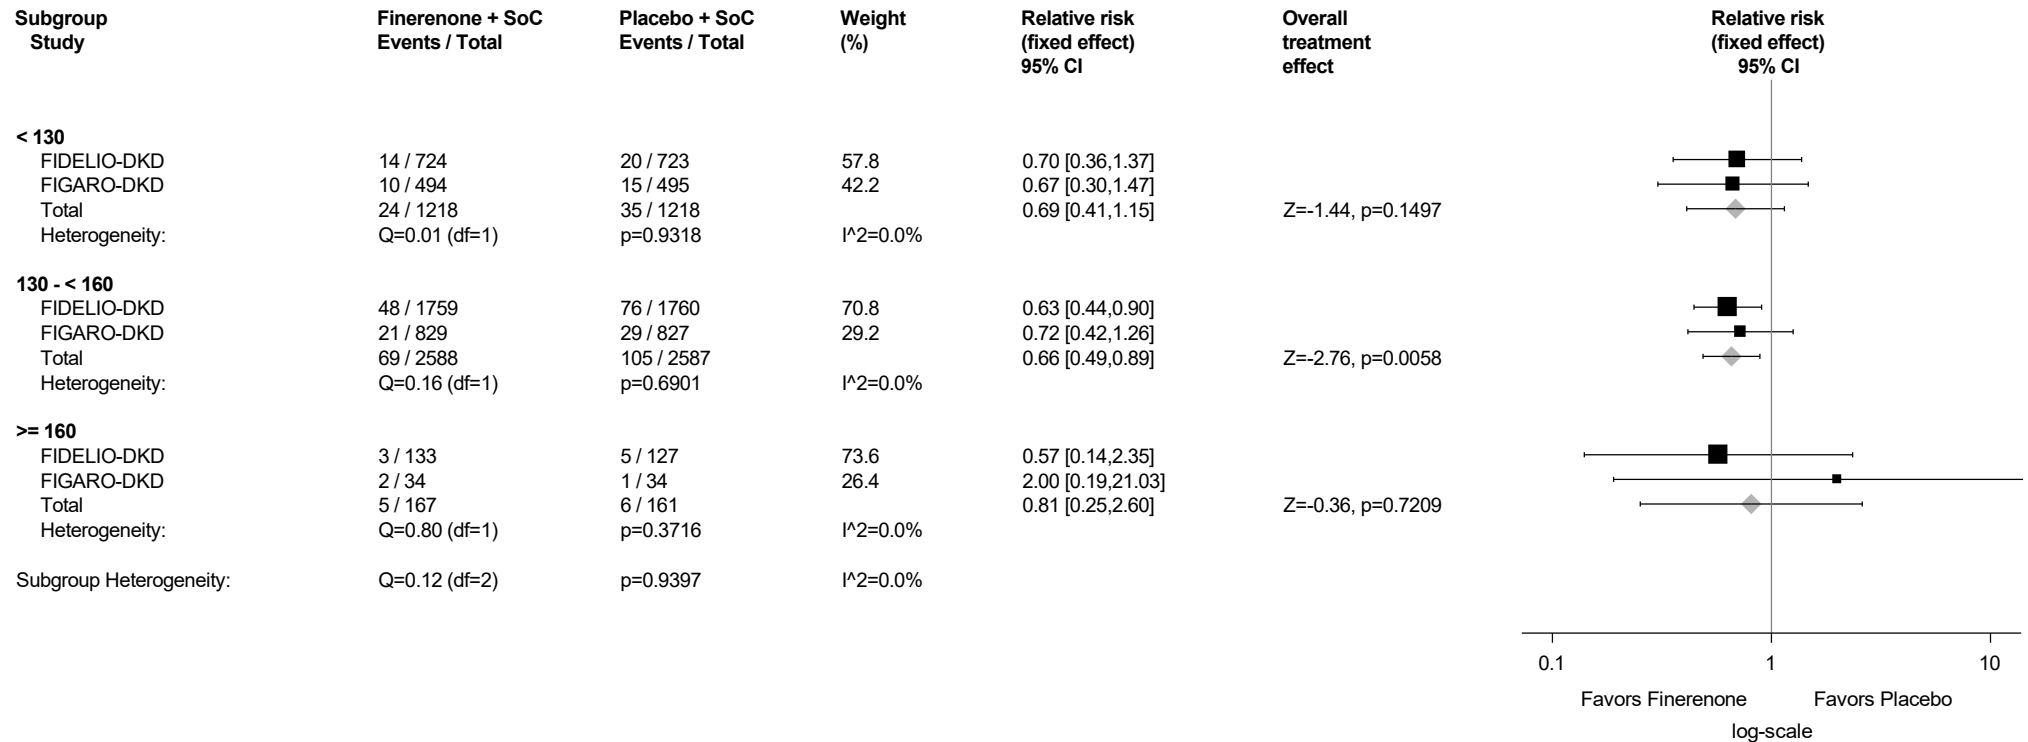 Subgroup Finerenone + SoC Placebo + SoC Weight Relative risk Overall Relative risk
Study Events / Total Events / Total (%) (fixed effect) treatment (fixed effect)
95% CI effect 95% CI
< 130
FIDELIO-DKD 14 / 724 20 / 723 57.8 0.70 [0.36,1.37]
FIGARO-DKD 10 / 494 15 / 495 42.2 0.67 [0.30,1.47]
Total 24 / 1218 35 / 1218 0.69 [0.41,1.15] Z=-1.44, p=0.1497
Heterogeneity: Q=0.01 (df=1) p=0.9318 I^2=0.0%
130 - < 160
FIDELIO-DKD 48 / 1759 76 / 1760 70.8 0.63 [0.44,0.90]
FIGARO-DKD 21 / 829 29 / 827 29.2 0.72 [0.42,1.26]
Total 69 / 2588 105 / 2587 0.66 [0.49,0.89] Z=-2.76, p=0.0058
Heterogeneity: Q=0.16 (df=1) p=0.6901 I^2=0.0%
>= 160
FIDELIO-DKD 3 / 133 5 / 127 73.6 0.57 [0.14,2.35]
FIGARO-DKD 2 / 34 1 / 34 26.4 2.00 [0.19,21.03]
Total 5 / 167 6 / 161 0.81 [0.25,2.60] Z=-0.36, p=0.7209
Heterogeneity: Q=0.80 (df=1) p=0.3716 I^2=0.0%
Subgroup Heterogeneity: Q=0.12 (df=2) p=0.9397 I^2=0.0%
0.1 1 10
Favors Finerenone Favors Placebo
log-scale